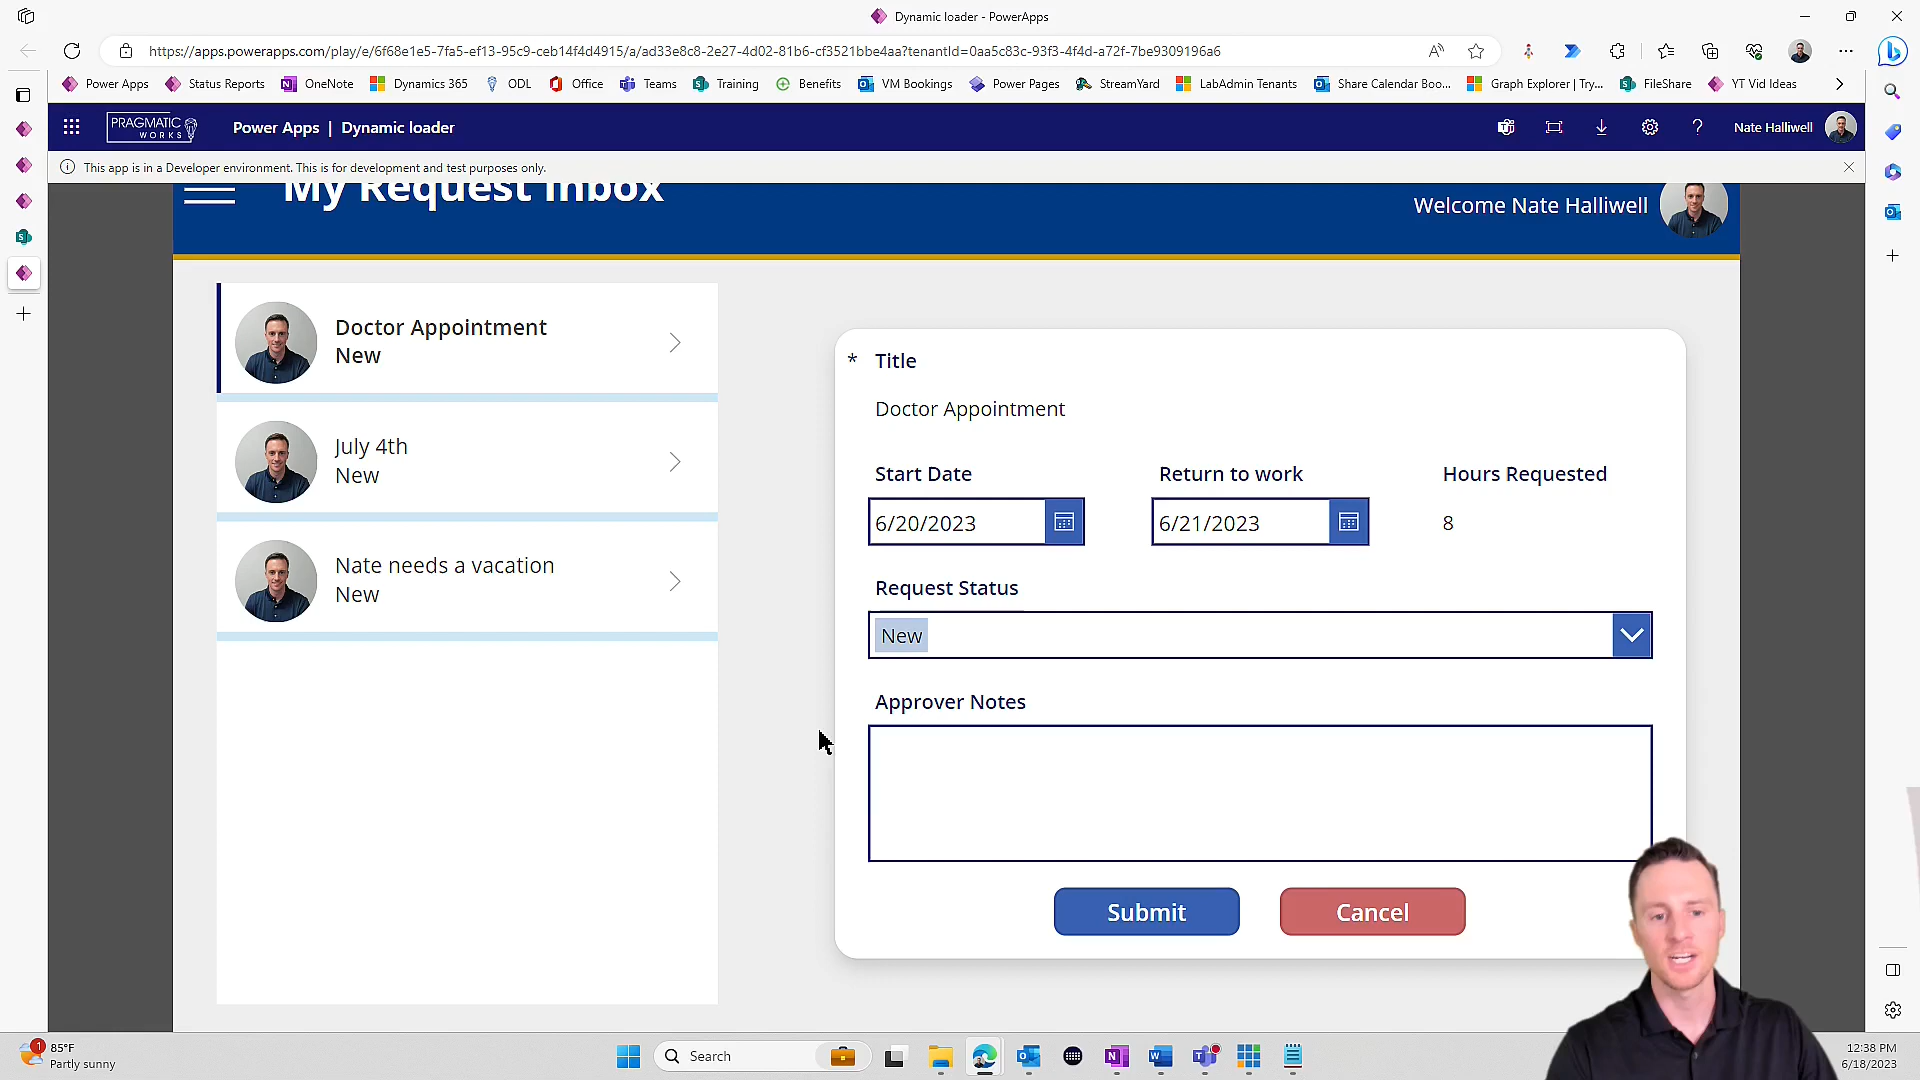 Dynamic loader - PowerApps
https://apps.powerapps.com/play/e/6f68e1e5-7fa5-ef13-95c9-ceb14f4d4915/a/ad33e8c8-2e27-4d02-81b6-cf3521bbe4aa?tenantId=0aa5c83c-93f3-4f4d-a72f-7be9309196a6
Power Apps Status Reports OneNote Dynamics 365 ODL Office Teams Training Benefits VM Bookings Power Pages StreamYard LabAdmin Tenants Share Calendar Boo... Graph Explorer | Try... FileShare YT Vid Ideas
PRAGMATIC WORKS Power Apps | Dynamic loader Nate Halliwell
This app is in a Developer environment. This is for development and test purposes only.
My Request Inbox
Welcome Nate Halliwell
Doctor Appointment
New
July 4th
New
Nate needs a vacation
New
* Title
Doctor Appointment
Start Date Return to work Hours Requested
6/20/2023 6/21/2023 8
Request Status
New
Approver Notes
Submit Cancel
1
85°F
Partly sunny
Search
12:38 PM
6/18/2023